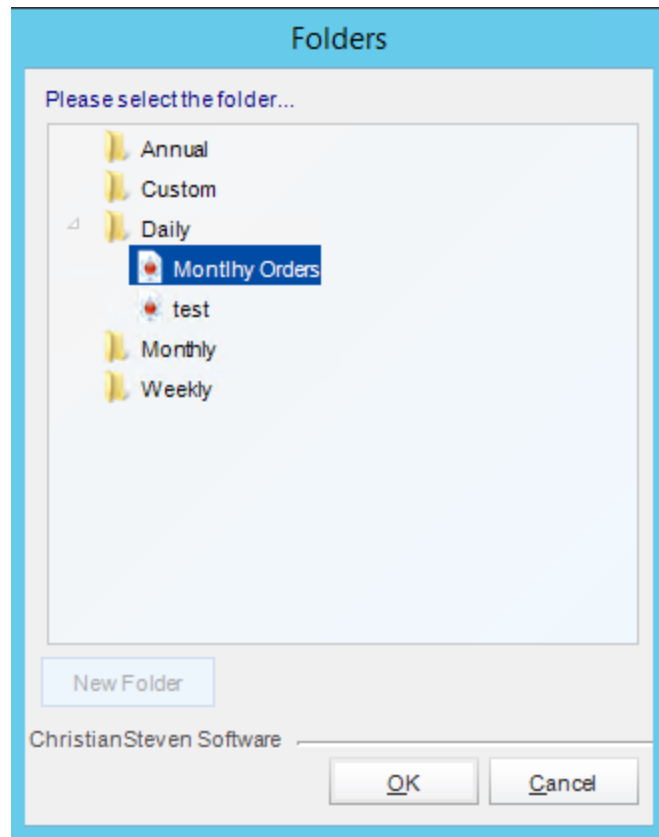 Folders
Please select the folder...
Annual
Custom
Daily
Montlhy Orders
test
Monthly
Weekly
New Folder
ChristianSteven Software
OK
Cancel